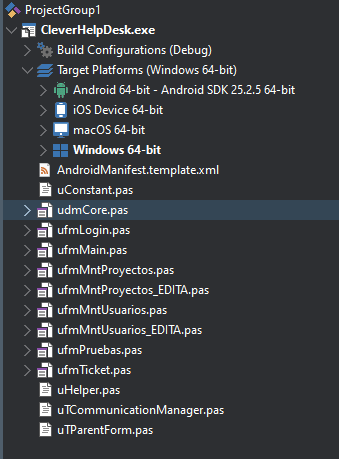 ProjectGroup1
CleverHelpDesk.exe
Build Configurations (Debug)
Target Platforms (Windows 64-bit)
Android 64-bit - Android SDK 25.2.5 64-bit
iOS Device 64-bit
macOS 64-bit
Windows 64-bit
AndroidManifest.template.xml
uConstant.pas
udmCore.pas
ufmLogin.pas
ufmMain.pas
ufmMntProyectos.pas
ufmMntProyectos_EDITA.pas
ufmMntUsuarios.pas
ufmMntUsuarios_EDITA.pas
ufmPruebas.pas
ufmTicket.pas
uHelper.pas
uTCommunicationManager.pas
uTParentForm.pas